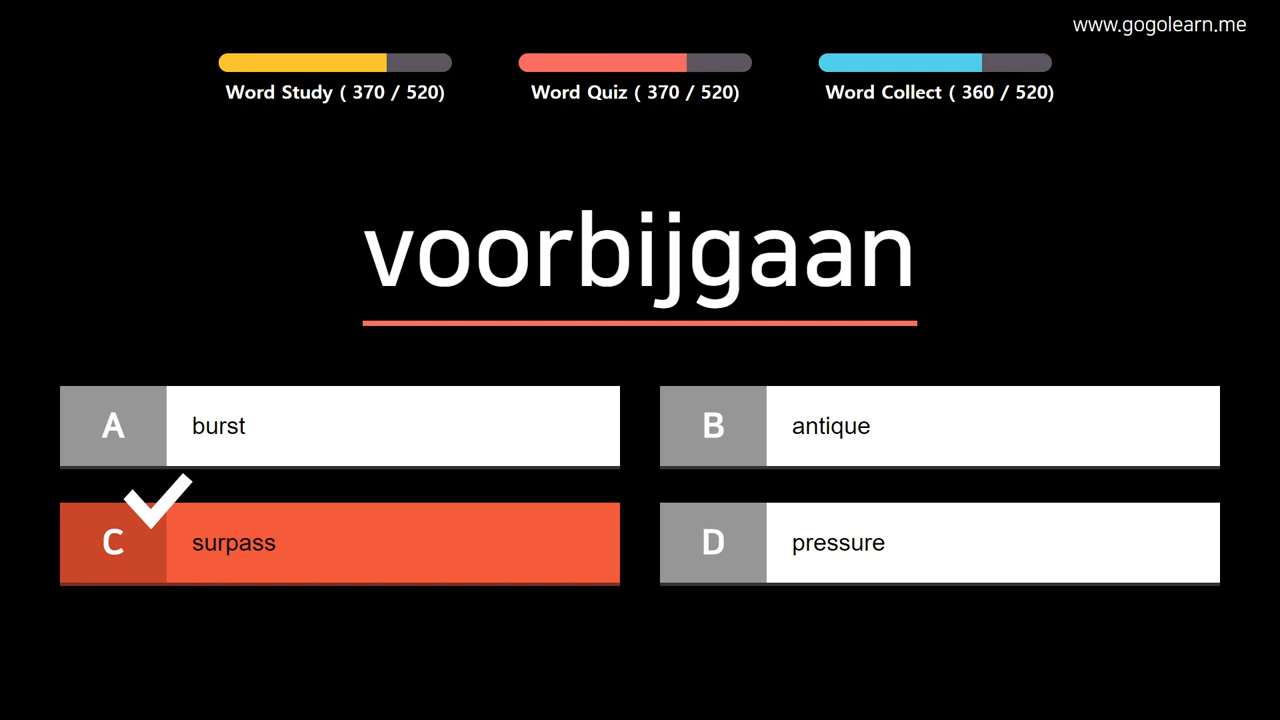 www.gogolearn.me
Word Study ( 370 / 520)
Word Quiz ( 370 / 520)
Word Collect ( 360 / 520)
voorbijgaan
A burst
B antique
C surpass
D pressure